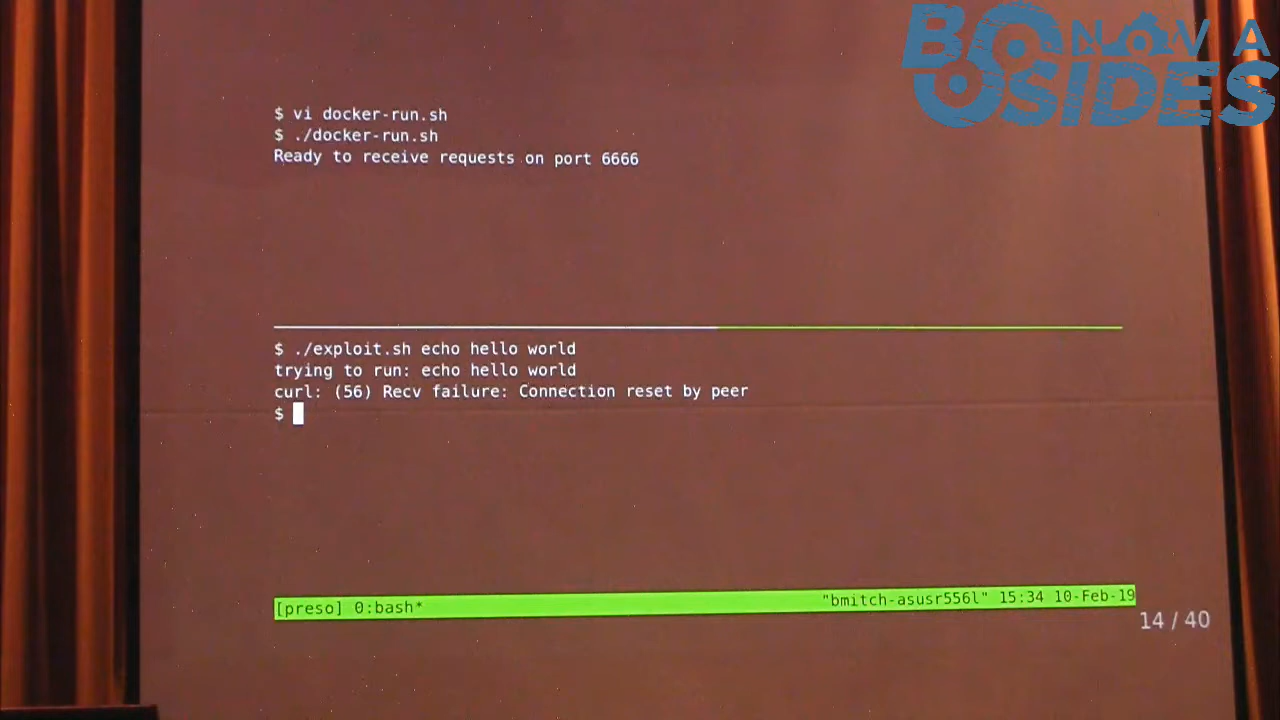 BSIDES NOVA
$ vi docker-run.sh
$ ./docker-run.sh
Ready to receive requests on port 6666
$ ./exploit.sh echo hello world
trying to run: echo hello world
curl: (56) Recv failure: Connection reset by peer
$
[preso] 0:bash* "bmitch-asusr556l" 15:34 10-Feb-19
14 / 40